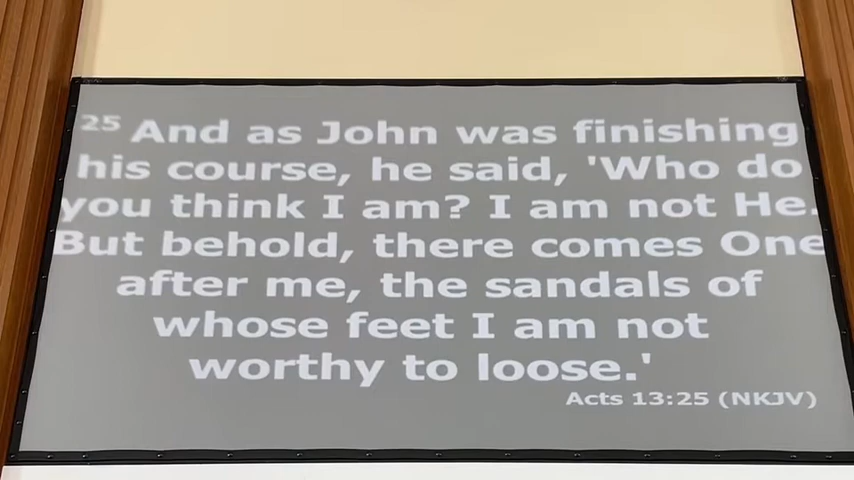 25 And as John was finishing
his course, he said, 'Who do
you think I am? I am not He.
But behold, there comes One
after me, the sandals of
whose feet I am not
worthy to loose.'
Acts 13:25 (NKJV)